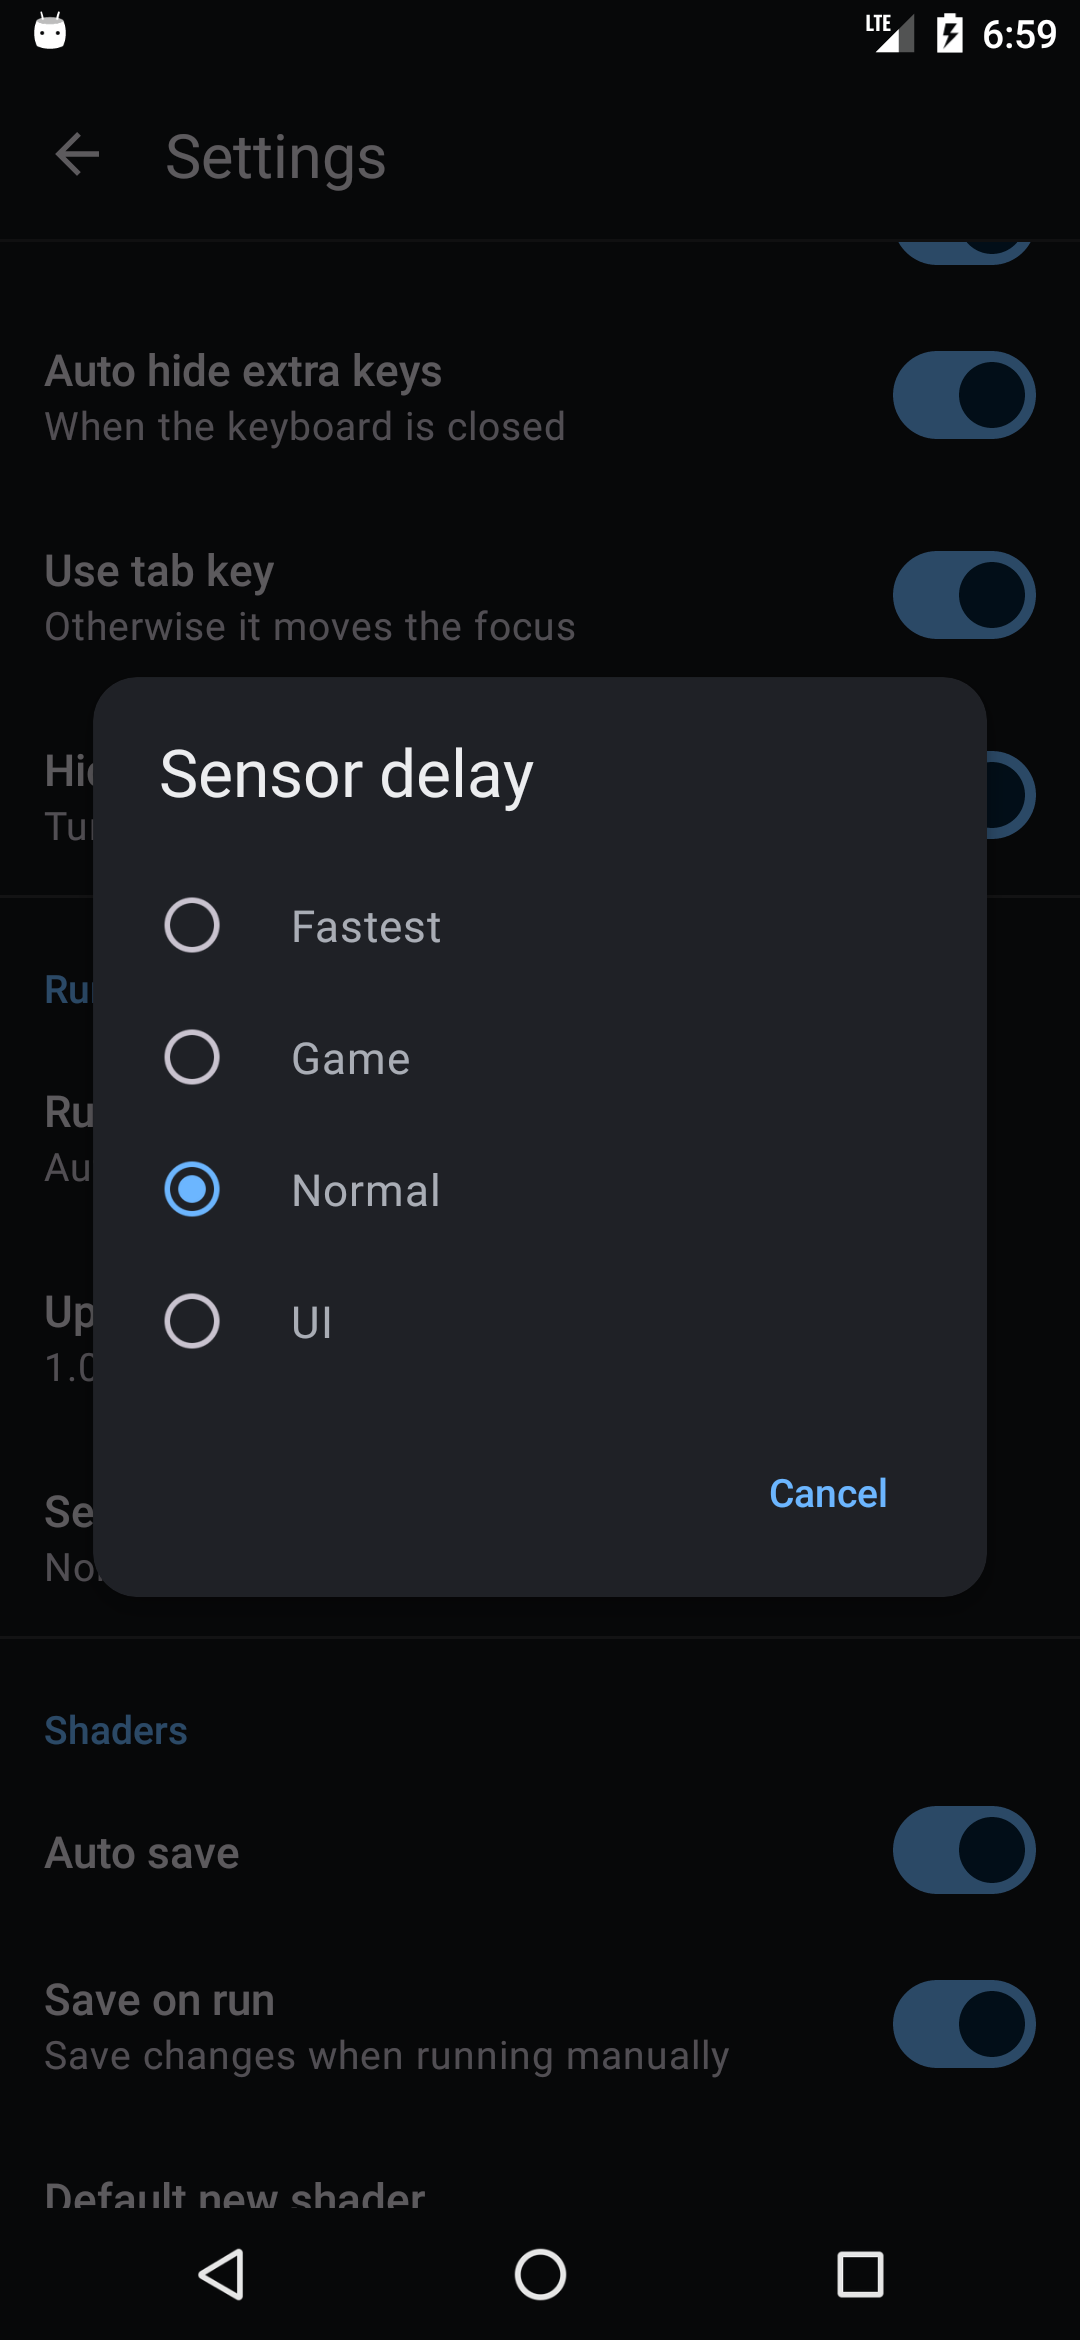 LTE 6:59
Settings
Auto hide extra keys
When the keyboard is closed
Use tab key
Otherwise it moves the focus
Sensor delay
Fastest
Game
Normal
UI
Cancel
Shaders
Auto save
Save on run
Save changes when running manually
Default new shader